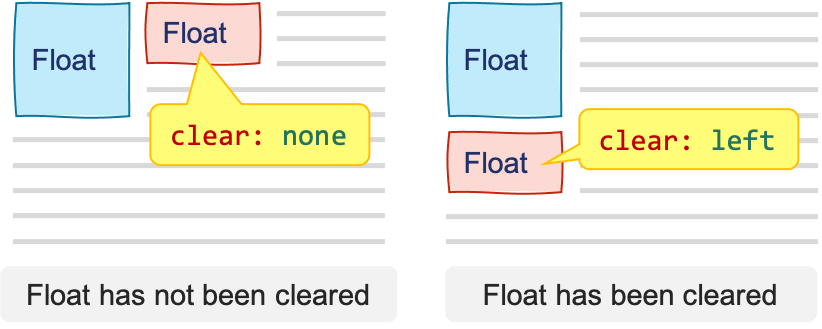 Float
Float
clear: none
Float has not been cleared
Float
Float
clear: left
Float has been cleared